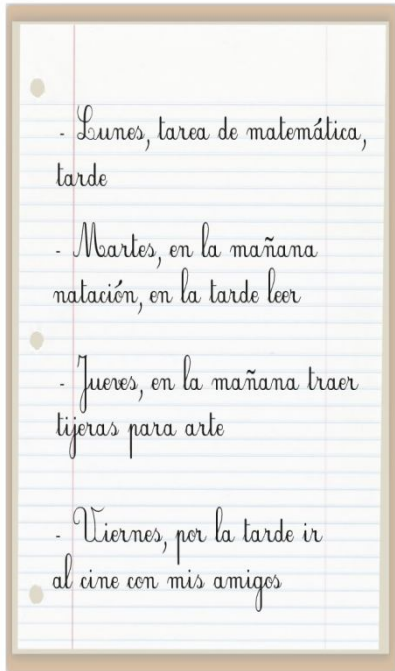 - Lunes, tarea de matemática,
tarde
- Martes, en la mañana
natación, en la tarde leer
- Jueves, en la mañana traer
tijeras para arte
- Viernes, por la tarde ir
al cine con mis amigos